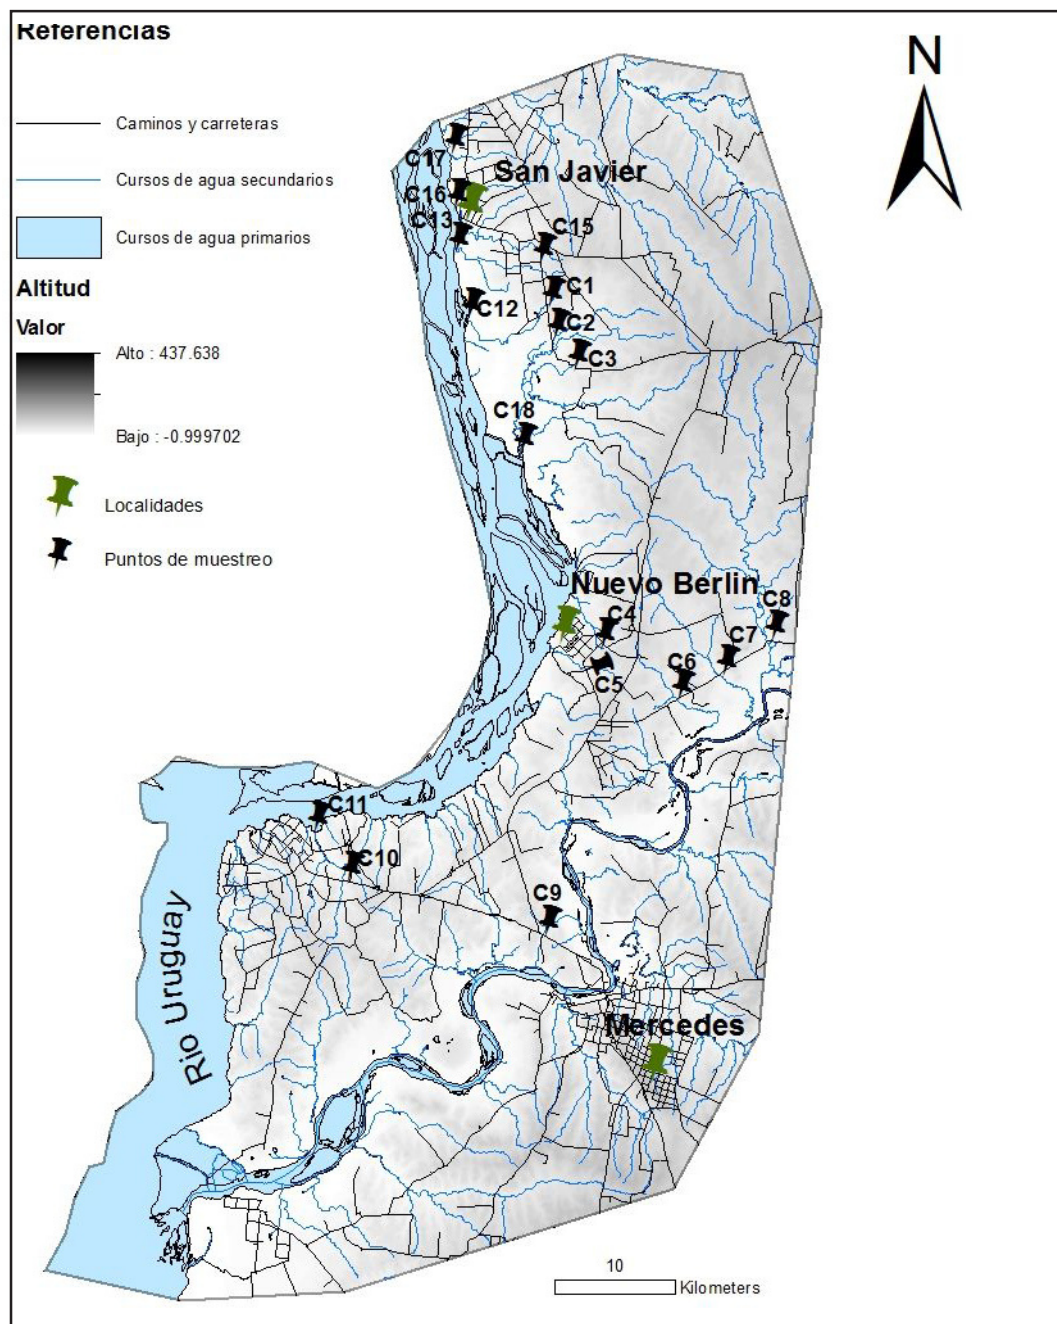 Referencias
Caminos y carreteras
Cursos de agua secundarios
Cursos de agua primarios
Altitud
Valor
Alto : 437.638
Bajo : -0.999702
Localidades
Puntos de muestreo
N
C17
San Javier
C16
C13
C15
C1
C12
C2
C3
C18
Nuevo Berlin
C4
C8
C7
C5
C6
C11
C10
C9
Rio Uruguay
Mercedes
10
Kilometers